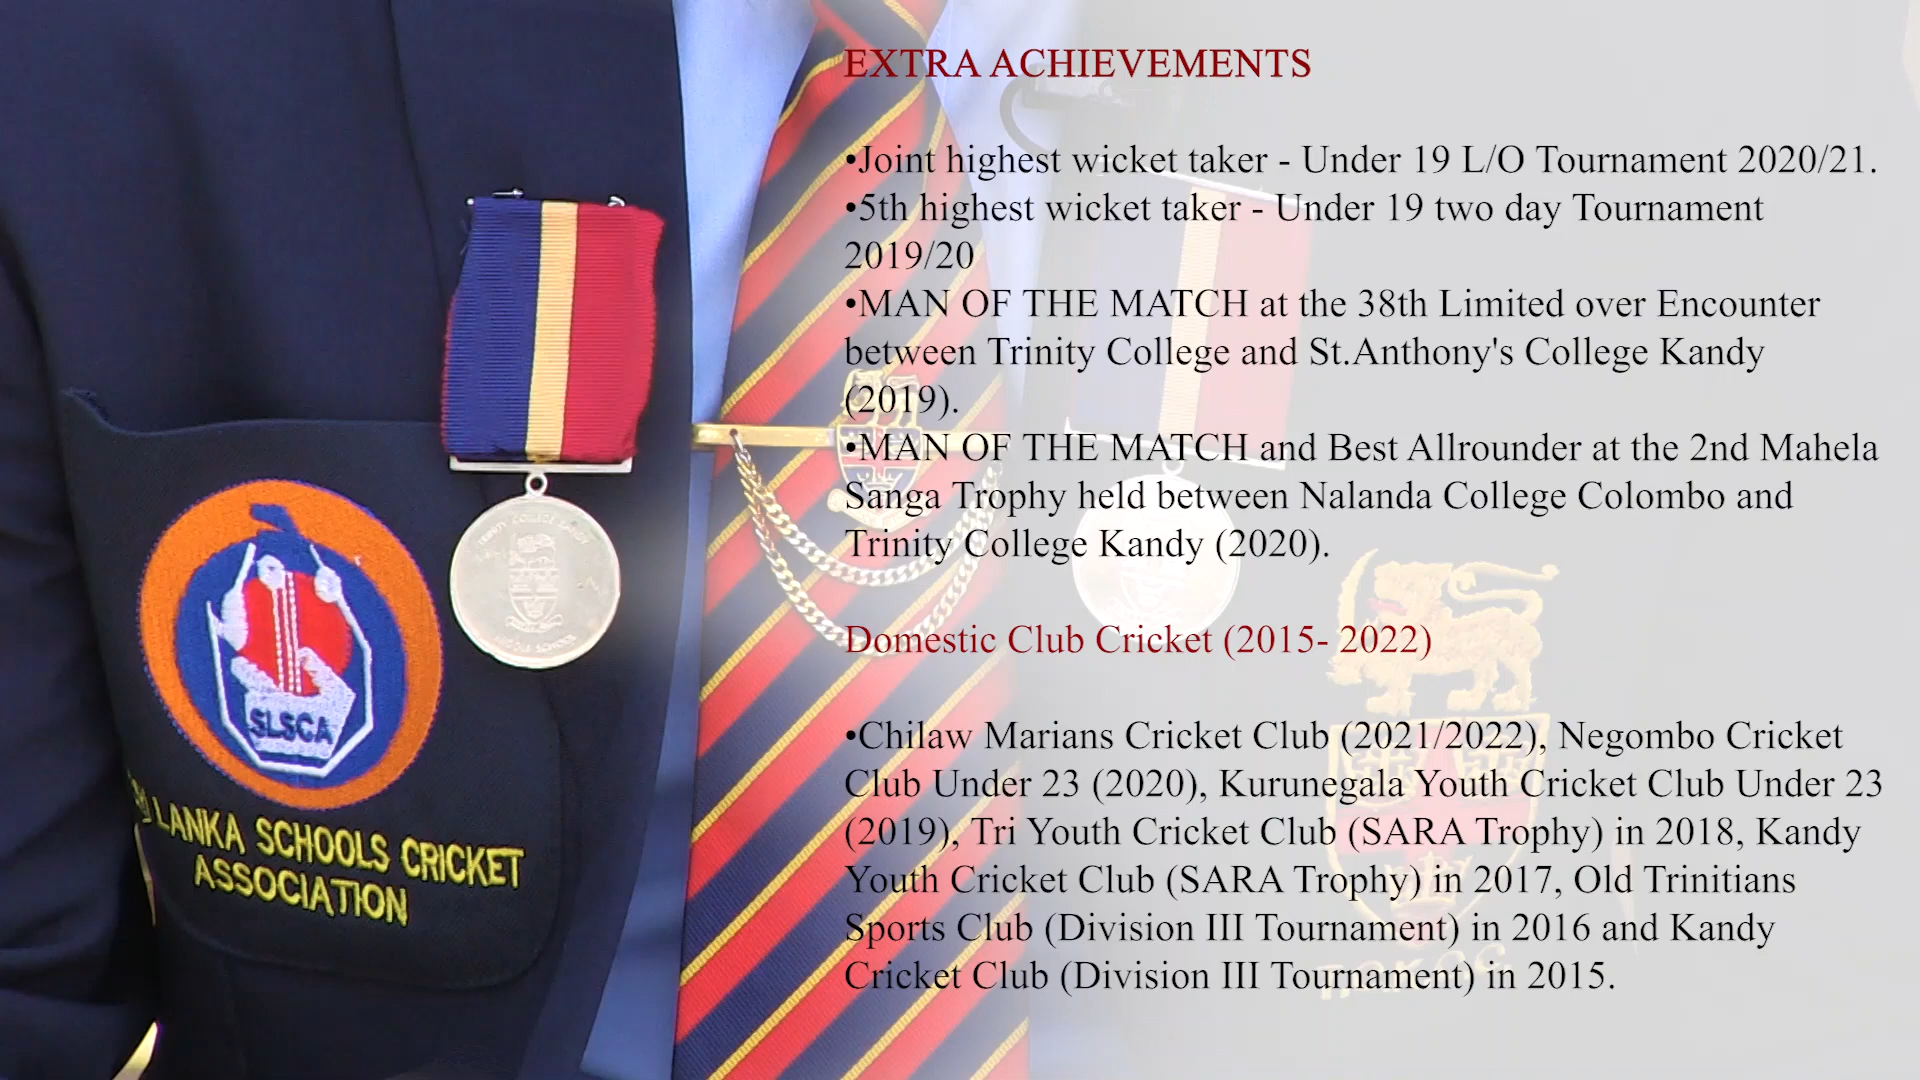 EXTRA ACHIEVEMENTS
•Joint highest wicket taker - Under 19 L/O Tournament 2020/21.
•5th highest wicket taker - Under 19 two day Tournament
2019/20
•MAN OF THE MATCH at the 38th Limited over Encounter
between Trinity College and St.Anthony's College Kandy
(2019).
•MAN OF THE MATCH and Best Allrounder at the 2nd Mahela
Sanga Trophy held between Nalanda College Colombo and
Trinity College Kandy (2020).
Domestic Club Cricket (2015- 2022)
•Chilaw Marians Cricket Club (2021/2022), Negombo Cricket
Club Under 23 (2020), Kurunegala Youth Cricket Club Under 23
(2019), Tri Youth Cricket Club (SARA Trophy) in 2018, Kandy
Youth Cricket Club (SARA Trophy) in 2017, Old Trinitians
Sports Club (Division III Tournament) in 2016 and Kandy
Cricket Club (Division III Tournament) in 2015.
SLSCA
LANKA SCHOOLS CRICKET
ASSOCIATION